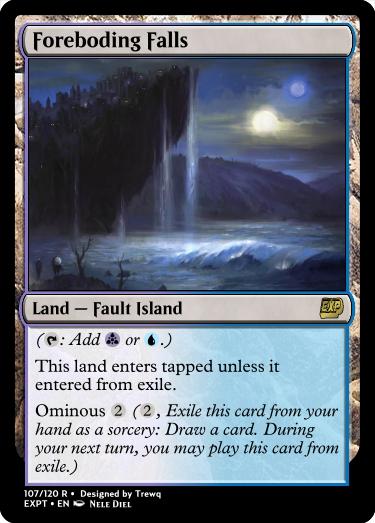 Foreboding Falls
Land — Fault Island
EXP
(: Add or .)
This land enters tapped unless it
entered from exile.
Ominous 2 (2, Exile this card from your
hand as a sorcery: Draw a card. During
your next turn, you may play this card from
exile.)
107/120 R • Designed by Trewq
EXPT • EN Nele Diel